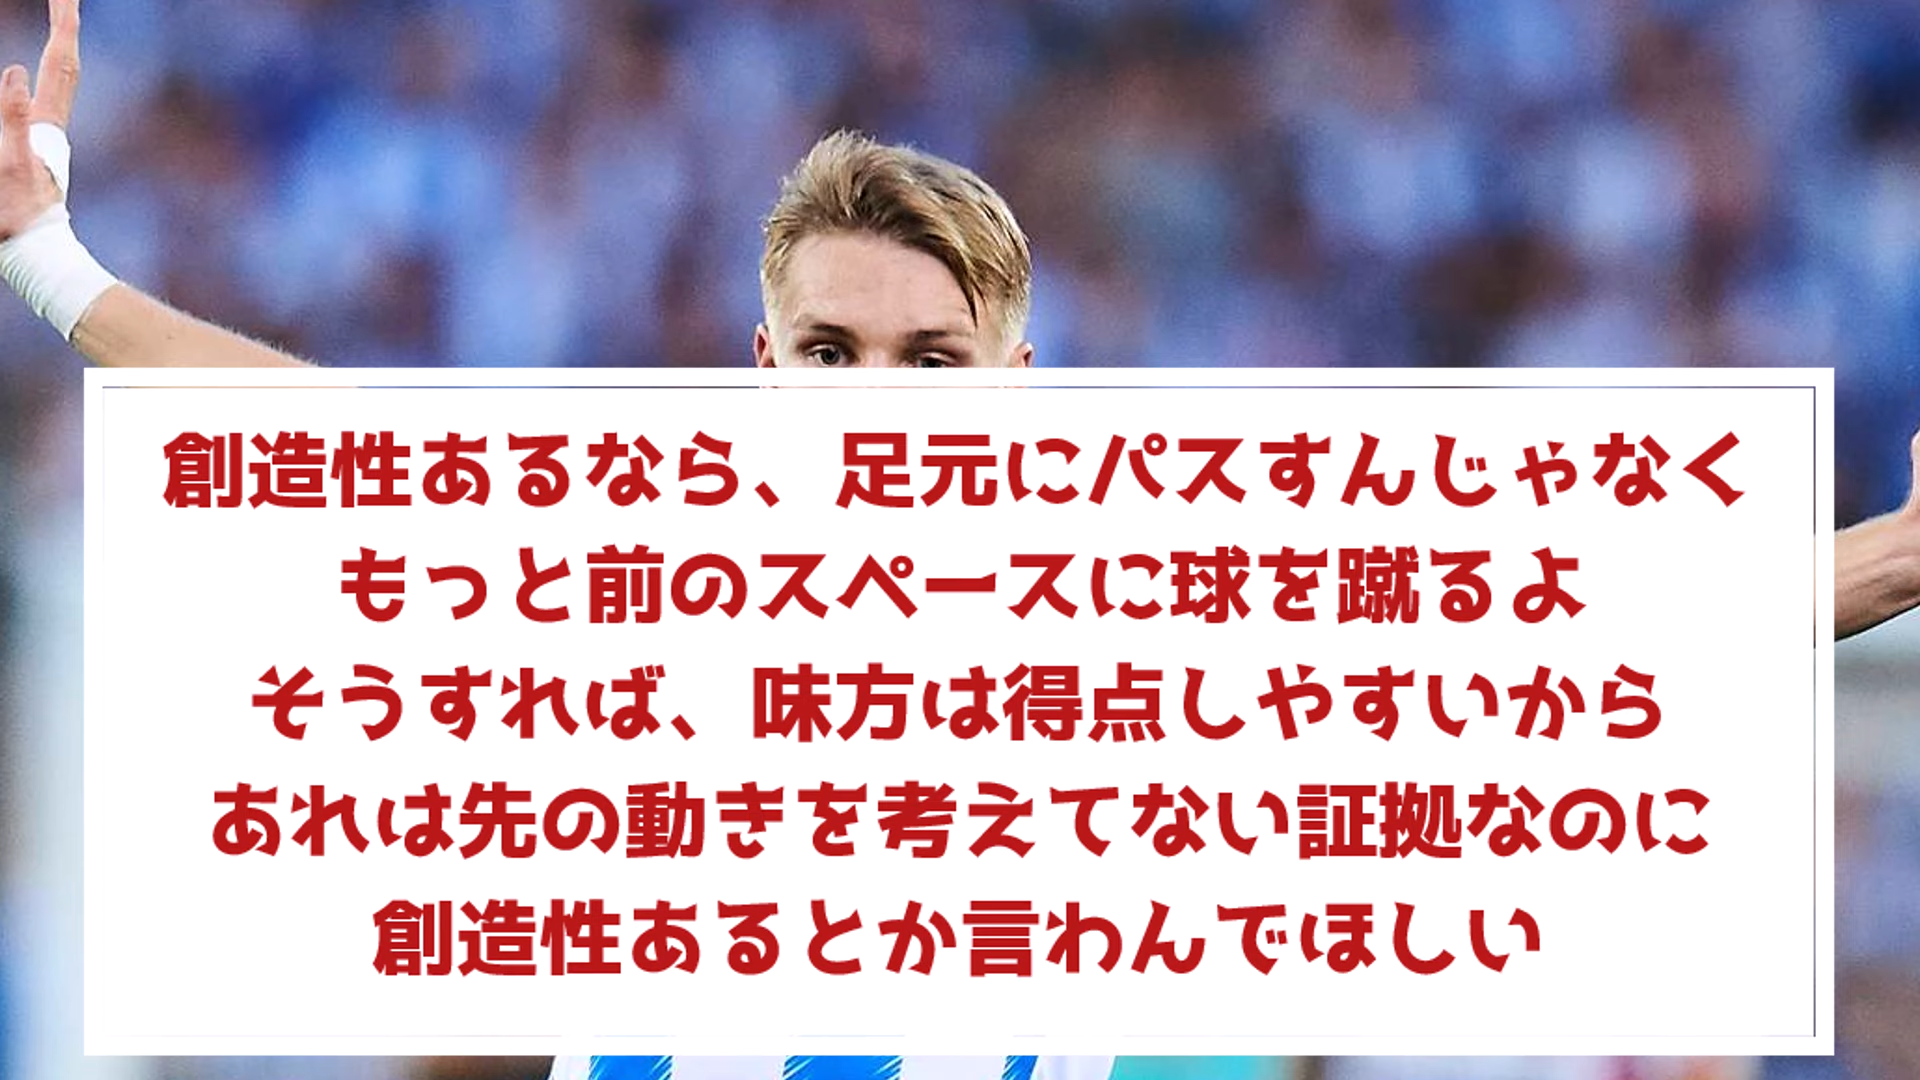 創造性あるなら、足元にパスすんじゃなく
もっと前のスペースに球を蹴るよ
そうすれば、味方は得点しやすいから
あれは先の動きを考えてない証拠なのに
創造性あるとか言わんでほしい